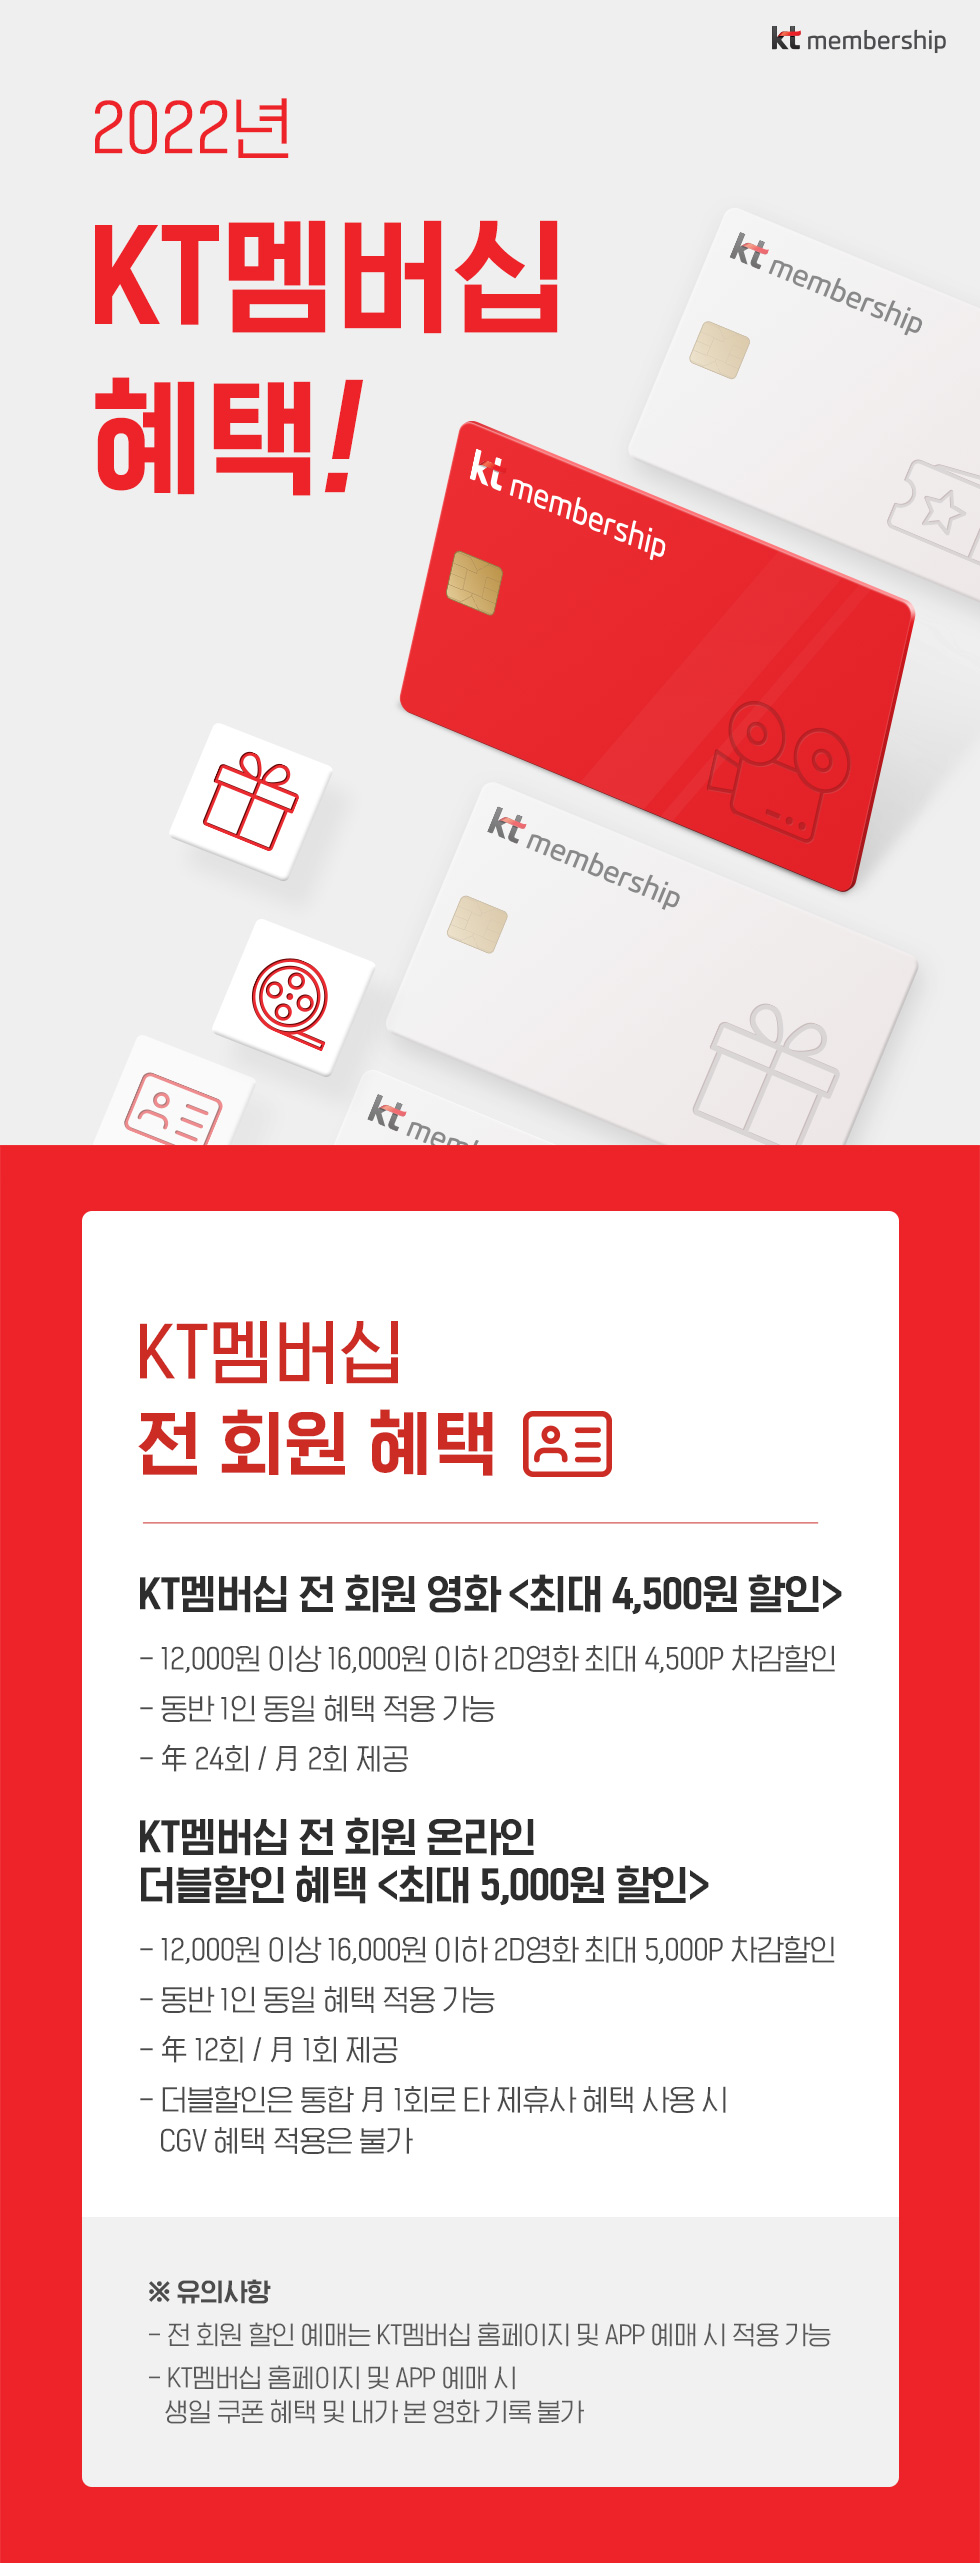 kt membership
2022년
KT멤버십
혜택!
kt membership
kt membership
kt membership
kt mem
KT멤버십
전 회원 혜택
KT멤버십 전 회원 영화 <최대 4,500원 할인>
- 12,000원 이상 16,000원 이하 2D영화 최대 4,500P 차감할인
- 동반 1인 동일 혜택 적용 가능
- 年 24회 / 月 2회 제공
KT멤버십 전 회원 온라인
더블할인 혜택 <최대 5,000원 할인>
- 12,000원 이상 16,000원 이하 2D영화 최대 5,000P 차감할인
- 동반 1인 동일 혜택 적용 가능
- 年 12회 / 月 1회 제공
- 더블할인은 통합 月 1회로 타 제휴사 혜택 사용 시
CGV 혜택 적용은 불가
※ 유의사항
- 전 회원 할인 예매는 KT멤버십 홈페이지 및 APP 예매 시 적용 가능
- KT멤버십 홈페이지 및 APP 예매 시
생일 쿠폰 혜택 및 내가 본 영화 기록 불가